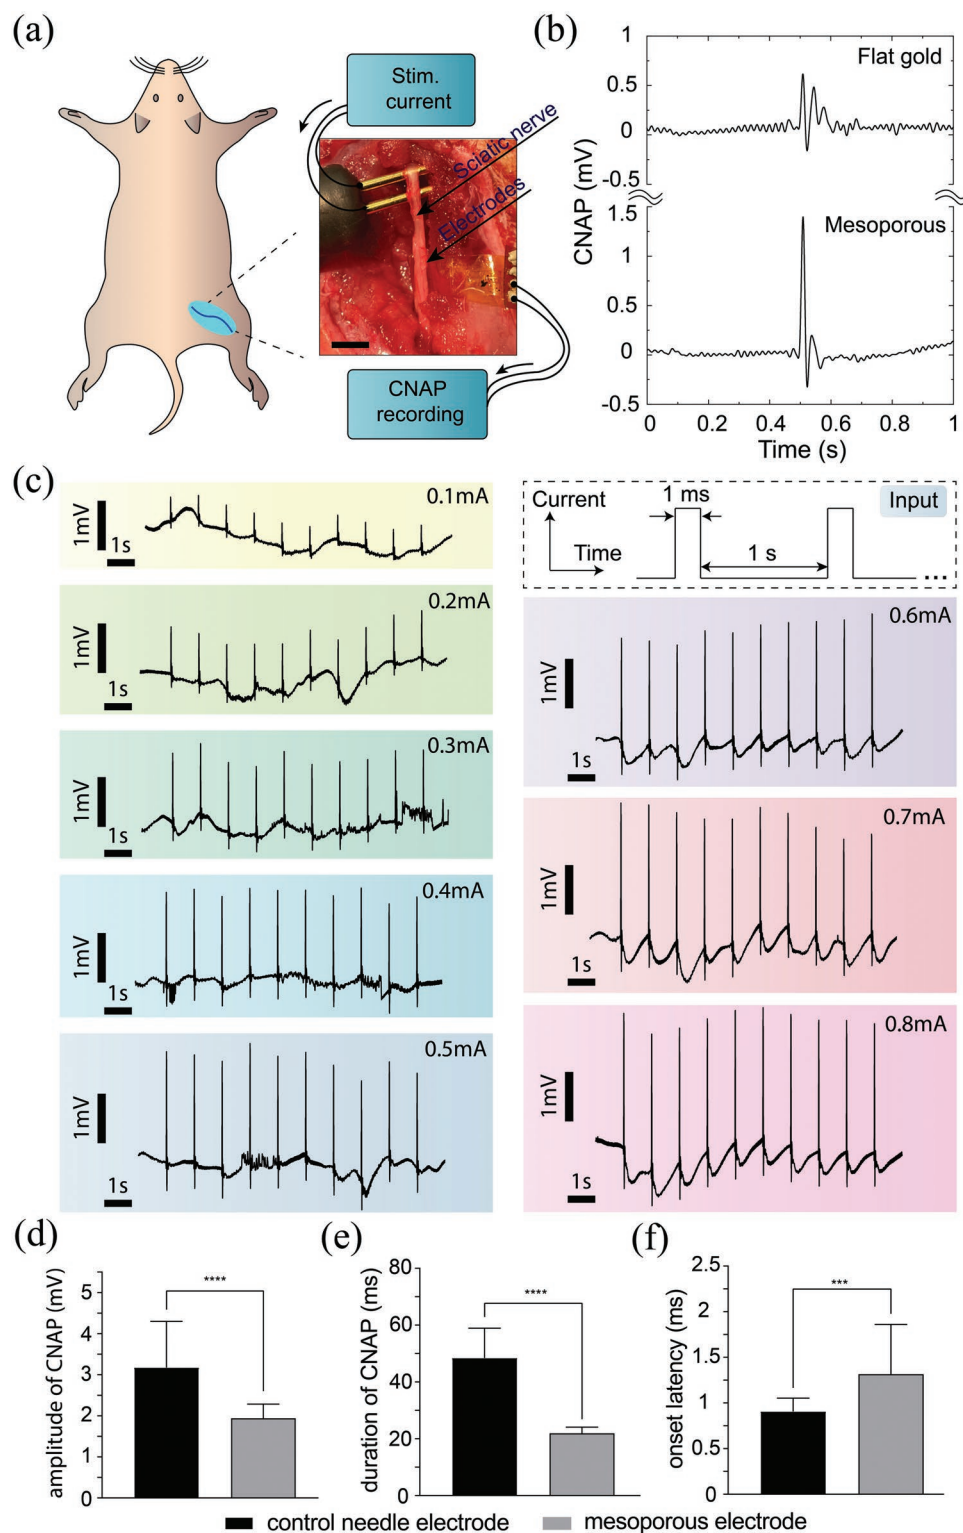 (a)
Stim.
current
Sciatic nerve
Electrodes
CNAP
recording
(b)
CNAP (mV)
1
0.5
0
-0.5
Flat gold
1.5
1
0.5
0
-0.5
Mesoporous
0 0.2 0.4 0.6 0.8 1
Time (s)
(c)
0.1mA
1mV
1s
0.2mA
1mV
1s
0.3mA
1mV
1s
0.4mA
1mV
1s
0.5mA
1mV
1s
Current
1 ms
Input
Time
1 s
...
0.6mA
1mV
1s
0.7mA
1mV
1s
0.8mA
1mV
1s
(d)
amplitude of CNAP (mV)
5
4
3
2
1
0
****
(e)
duration of CNAP (ms)
80
60
40
20
0
****
(f)
onset latency (ms)
2.5
2
1.5
1
0.5
0
***
control needle electrode mesoporous electrode